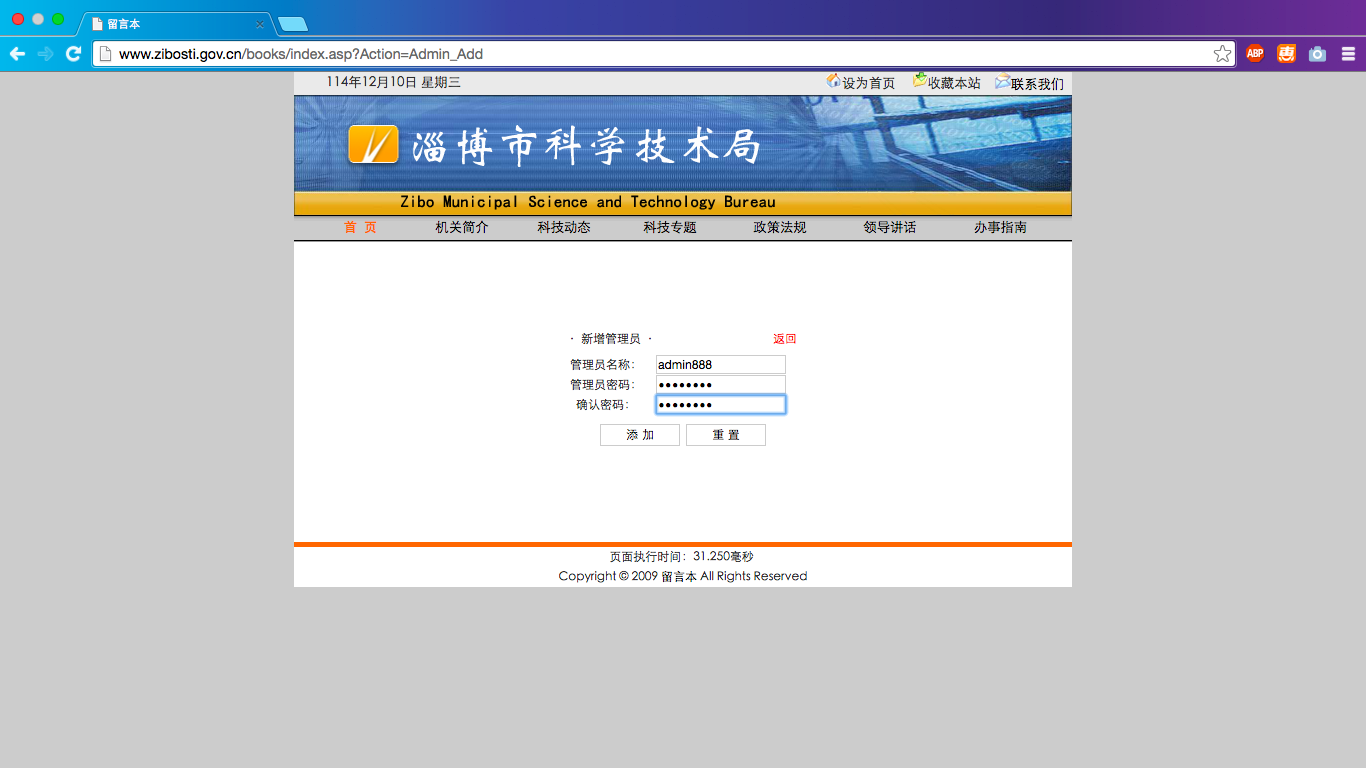 留言本
www.zibosti.gov.cn/books/index.asp?Action=Admin_Add
ABP
114年12月10日 星期三 设为首页 收藏本站 联系我们
淄博市科学技术局
Zibo Municipal Science and Technology Bureau
首 页 机关简介 科技动态 科技专题 政策法规 领导讲话 办事指南
· 新增管理员 · 返回
管理员名称: admin888
管理员密码: ••••••••
确认密码: ••••••••
添 加 重 置
页面执行时间: 31.250毫秒
Copyright © 2009 留言本 All Rights Reserved